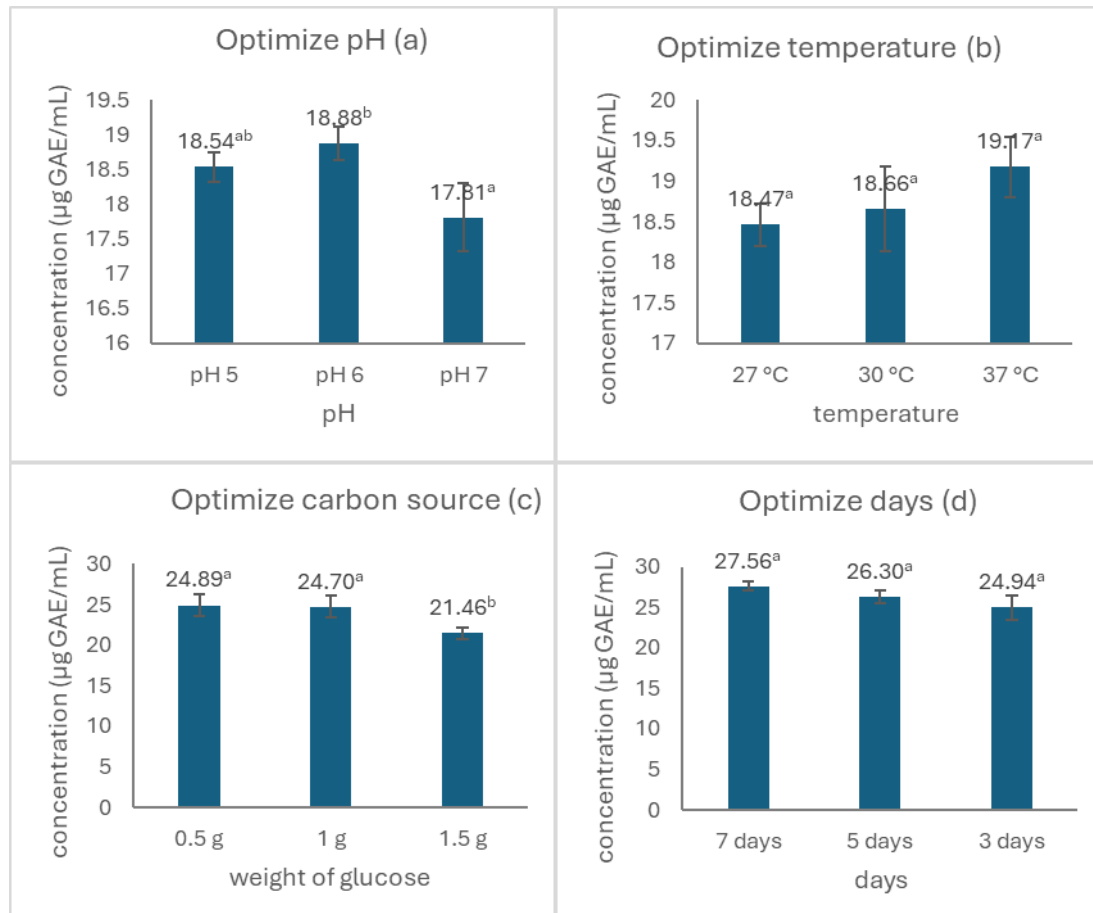 Optimize pH (a)
concentration (µg GAE/mL)
19.5
19
18.5
18
17.5
17
16.5
16
18.54ᵃᵇ
18.88ᵇ
17.81ᵃ
pH 5
pH 6
pH 7
pH
Optimize temperature (b)
concentration (µg GAE/mL)
20
19.5
19
18.5
18
17.5
17
18.47ᵃ
18.66ᵃ
19.17ᵃ
27 °C
30 °C
37 °C
temperature
Optimize carbon source (c)
concentration (µg GAE/mL)
30
25
20
15
10
5
0
24.89ᵃ
24.70ᵃ
21.46ᵇ
0.5 g
1 g
1.5 g
weight of glucose
Optimize days (d)
concentration (µg GAE/mL)
30
25
20
15
10
5
0
27.56ᵃ
26.30ᵃ
24.94ᵃ
7 days
5 days
3 days
days